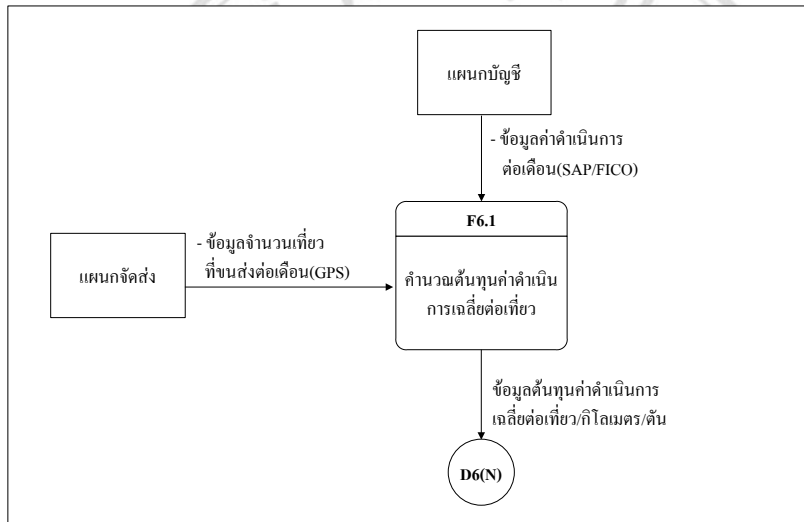 แผนกบัญชี
- ข้อมูลค่าดำเนินการ
ต่อเดือน(SAP/FICO)
F6.1
- ข้อมูลจำนวนเที่ยว
ที่ขนส่งต่อเดือน(GPS)
แผนกจัดส่ง
คำนวณต้นทุนค่าดำเนิน
การเฉลี่ยต่อเที่ยว
ข้อมูลต้นทุนค่าดำเนินการ
เฉลี่ยต่อเที่ยว/กิโลเมตร/ตัน
D6(N)